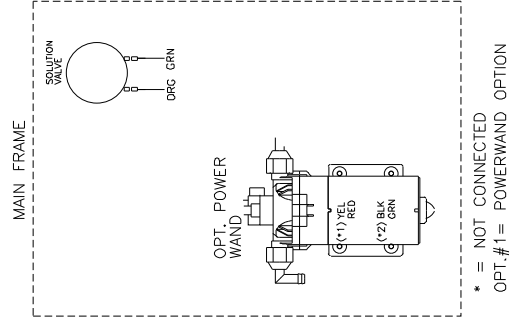 MAIN FRAME
SOLUTION
VALVE
ORG GRN
OPT. POWER
WAND
(*1) YEL
RED
(*2) BLK
GRN
* = NOT CONNECTED
OPT.#1= POWERWAND OPTION